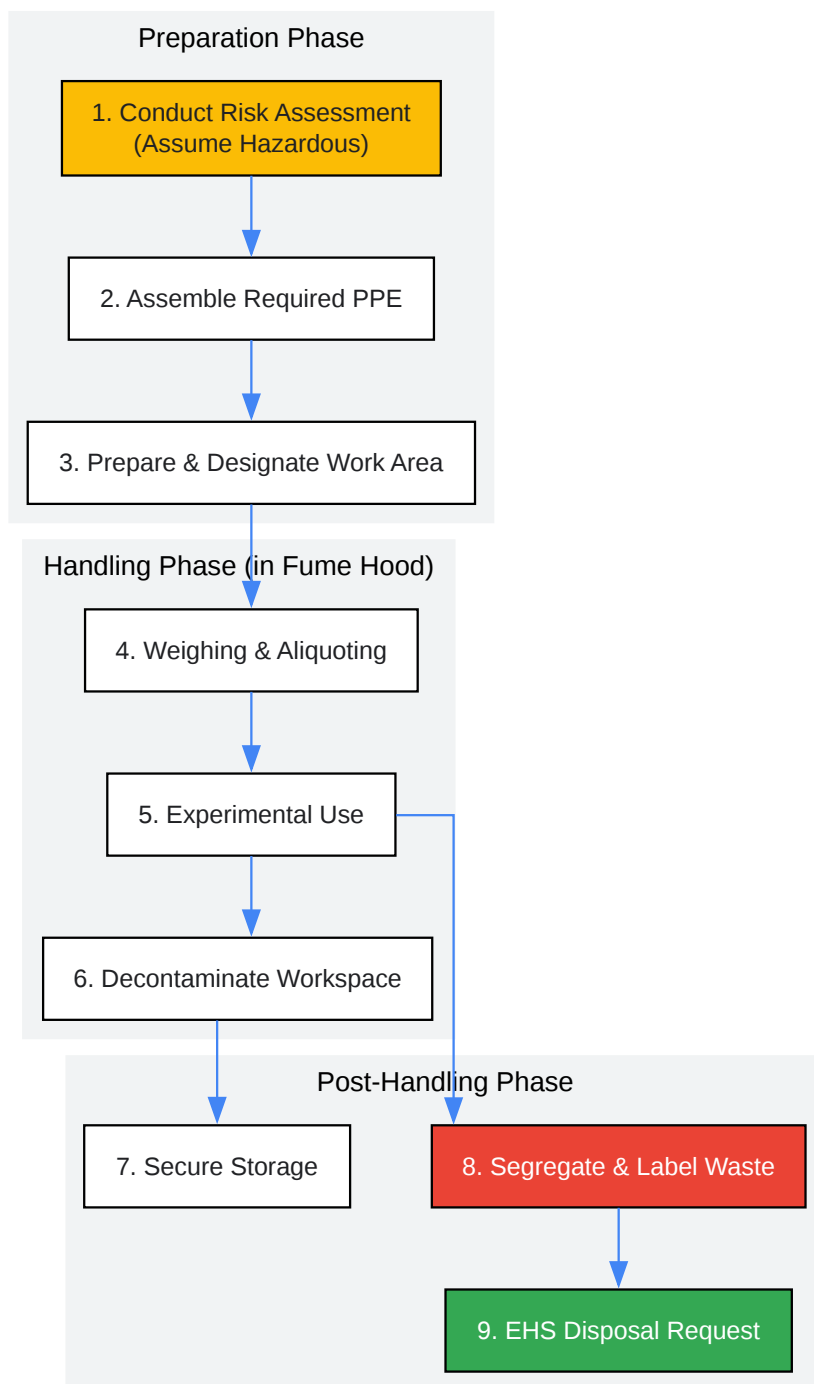 Preparation Phase
1. Conduct Risk Assessment
(Assume Hazardous)
2. Assemble Required PPE
3. Prepare & Designate Work Area
Handling Phase (in Fume Hood)
4. Weighing & Aliquoting
5. Experimental Use
6. Decontaminate Workspace
Post-Handling Phase
7. Secure Storage
8. Segregate & Label Waste
9. EHS Disposal Request